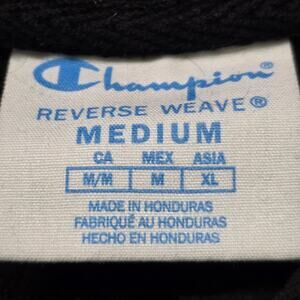 Champion®
REVERSE WEAVE®
MEDIUM
CA MEX ASIA
M/M M XL
MADE IN HONDURAS
FABRIQUÉ AU HONDURAS
HECHO EN HONDURAS